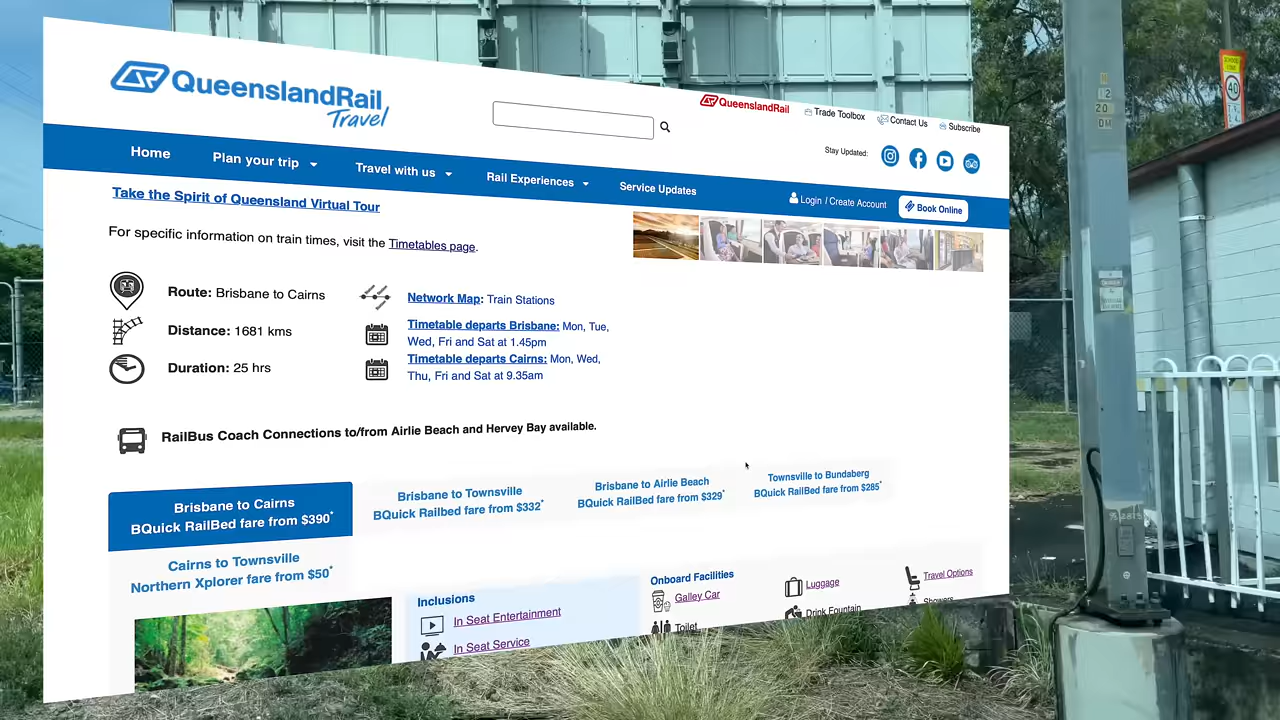 QueenslandRail
Travel
QueenslandRail
Trade Toolbox
Contact Us
Subscribe
Stay Updated:
Home
Plan your trip
Travel with us
Rail Experiences
Service Updates
Login / Create Account
Book Online
Take the Spirit of Queensland Virtual Tour
For specific information on train times, visit the Timetables page.
Route: Brisbane to Cairns
Distance: 1681 kms
Duration: 25 hrs
Network Map: Train Stations
Timetable departs Brisbane: Mon, Tue,
Wed, Fri and Sat at 1.45pm
Timetable departs Cairns: Mon, Wed,
Thu, Fri and Sat at 9.35am
RailBus Coach Connections to/from Airlie Beach and Hervey Bay available.
Brisbane to Cairns
BQuick RailBed fare from $390*
Brisbane to Townsville
BQuick Railbed fare from $332*
Brisbane to Airlie Beach
BQuick RailBed fare from $329*
Townsville to Bundaberg
BQuick RailBed fare from $285*
Cairns to Townsville
Northern Xplorer fare from $50*
Inclusions
In Seat Entertainment
In Seat Service
Onboard Facilities
Galley Car
Toilet
Luggage
Drink Fountain
Travel Options
Showers
12
20
DM
40